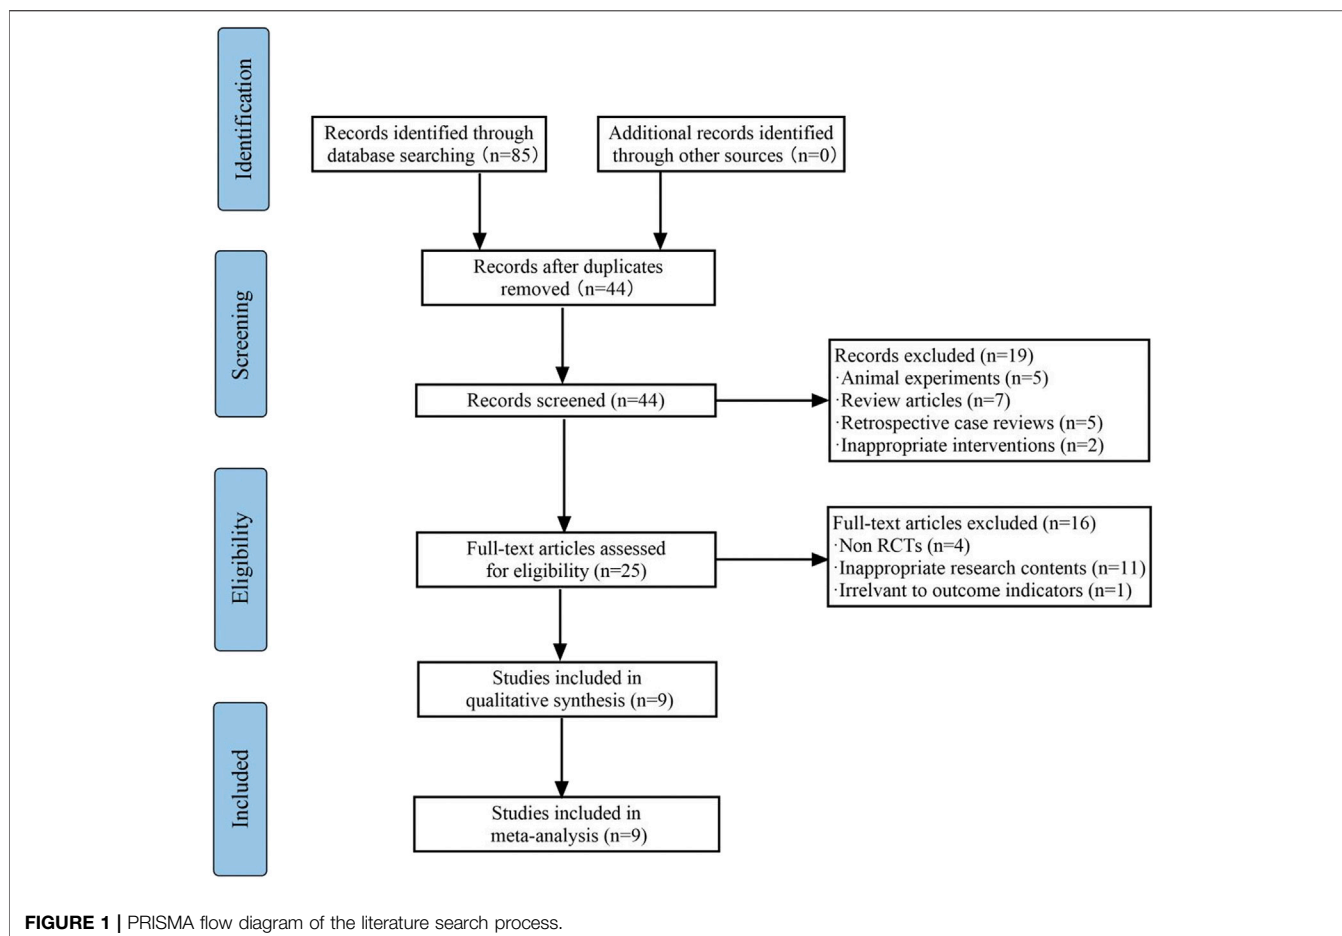 Identification
Records identified through
database searching（n=85）
Additional records identified
through other sources（n=0）
Screening
Records after duplicates
removed（n=44）
Records screened (n=44)
Records excluded (n=19)
·Animal experiments (n=5)
·Review articles (n=7)
·Retrospective case reviews (n=5)
·Inappropriate interventions (n=2)
Eligibility
Full-text articles assessed
for eligibility (n=25)
Full-text articles excluded (n=16)
·Non RCTs (n=4)
·Inappropriate research contents (n=11)
·Irrelvant to outcome indicators (n=1)
Studies included in
qualitative synthesis (n=9)
Included
Studies included in
meta-analysis (n=9)
FIGURE 1 | PRISMA flow diagram of the literature search process.